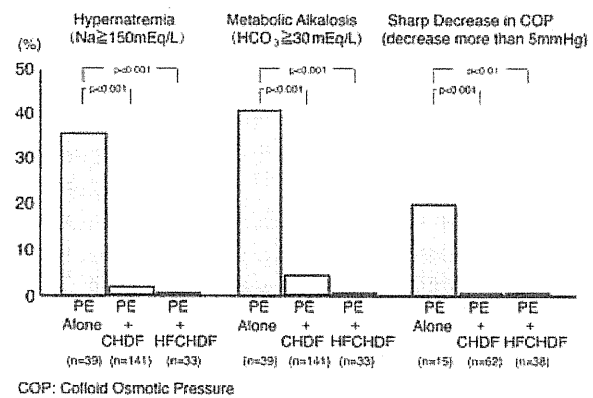 Hypernatremia
(Na≧150mEq/L)
Metabolic Alkalosis
(HCO3≧30mEq/L)
Sharp Decrease in COP
(decrease more than 5mmHg)
(%)
50
40
30
20
10
0
p<0.001
p<0.001
p<0.001
p<0.001
p<0.01
p<0.001
PE
Alone
(n=39)
PE
+
CHDF
(n=141)
PE
+
HFCHDF
(n=33)
PE
Alone
(n=39)
PE
+
CHDF
(n=141)
PE
+
HFCHDF
(n=33)
PE
Alone
(n=15)
PE
+
CHDF
(n=62)
PE
+
HFCHDF
(n=38)
COP: Colloid Osmotic Pressure